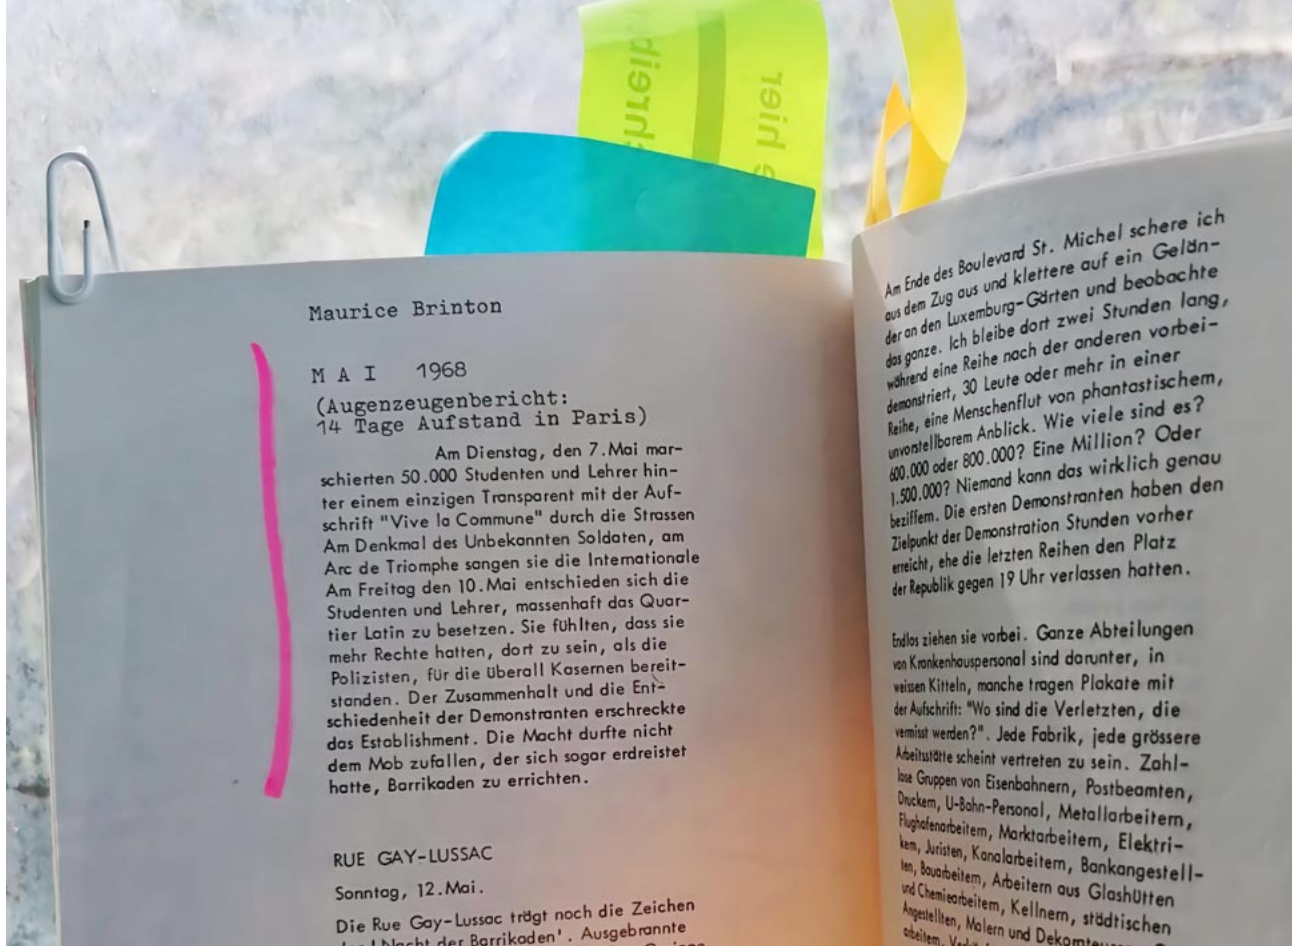 chreib
e hier
Maurice Brinton
M A I 1968
(Augenzeugenbericht:
14 Tage Aufstand in Paris)
Am Dienstag, den 7.Mai mar-
schierten 50.000 Studenten und Lehrer hin-
ter einem einzigen Transparent mit der Auf-
schrift "Vive la Commune" durch die Strassen
Am Denkmal des Unbekannten Soldaten, am
Arc de Triomphe sangen sie die Internationale
Am Freitag den 10.Mai entschieden sich die
Studenten und Lehrer, massenhaft das Quar-
tier Latin zu besetzen. Sie fühlten, dass sie
mehr Rechte hatten, dort zu sein, als die
Polizisten, für die überall Kasernen bereit-
standen. Der Zusammenhalt und die Ent-
schiedenheit der Demonstranten erschreckte
das Establishment. Die Macht durfte nicht
dem Mob zufallen, der sich sogar erdreistet
hatte, Barrikaden zu errichten.
RUE GAY-LUSSAC
Sonntag, 12.Mai.
Die Rue Gay-Lussac trägt noch die Zeichen
der 'Nacht der Barrikaden'. Ausgebrannte
Am Ende des Boulevard St. Michel schere ich
aus dem Zug aus und klettere auf ein Gelän-
der an den Luxemburg-Gärten und beobachte
das ganze. Ich bleibe dort zwei Stunden lang,
während eine Reihe nach der anderen vorbei-
demonstriert, 30 Leute oder mehr in einer
Reihe, eine Menschenflut von phantastischem,
unvorstellbarem Anblick. Wie viele sind es?
600.000 oder 800.000? Eine Million? Oder
1.500.000? Niemand kann das wirklich genau
beziffern. Die ersten Demonstranten haben den
Zielpunkt der Demonstration Stunden vorher
erreicht, ehe die letzten Reihen den Platz
der Republik gegen 19 Uhr verlassen hatten.
Endlos ziehen sie vorbei. Ganze Abteilungen
von Krankenhauspersonal sind darunter, in
weissen Kitteln, manche tragen Plakate mit
der Aufschrift: "Wo sind die Verletzten, die
vermisst werden?". Jede Fabrik, jede grössere
Arbeitsstätte scheint vertreten zu sein. Zahl-
lose Gruppen von Eisenbahnern, Postbeamten,
Druckern, U-Bahn-Personal, Metallarbeitern,
Flughafenarbeitern, Marktarbeitern, Elektri-
kern, Juristen, Kanalarbeitern, Bankangestell-
ten, Bauarbeitern, Arbeitern aus Glashütten
und Chemiearbeitern, Kellnern, städtischen
Angestellten, Malern und Dekorateuren
arbeitern,